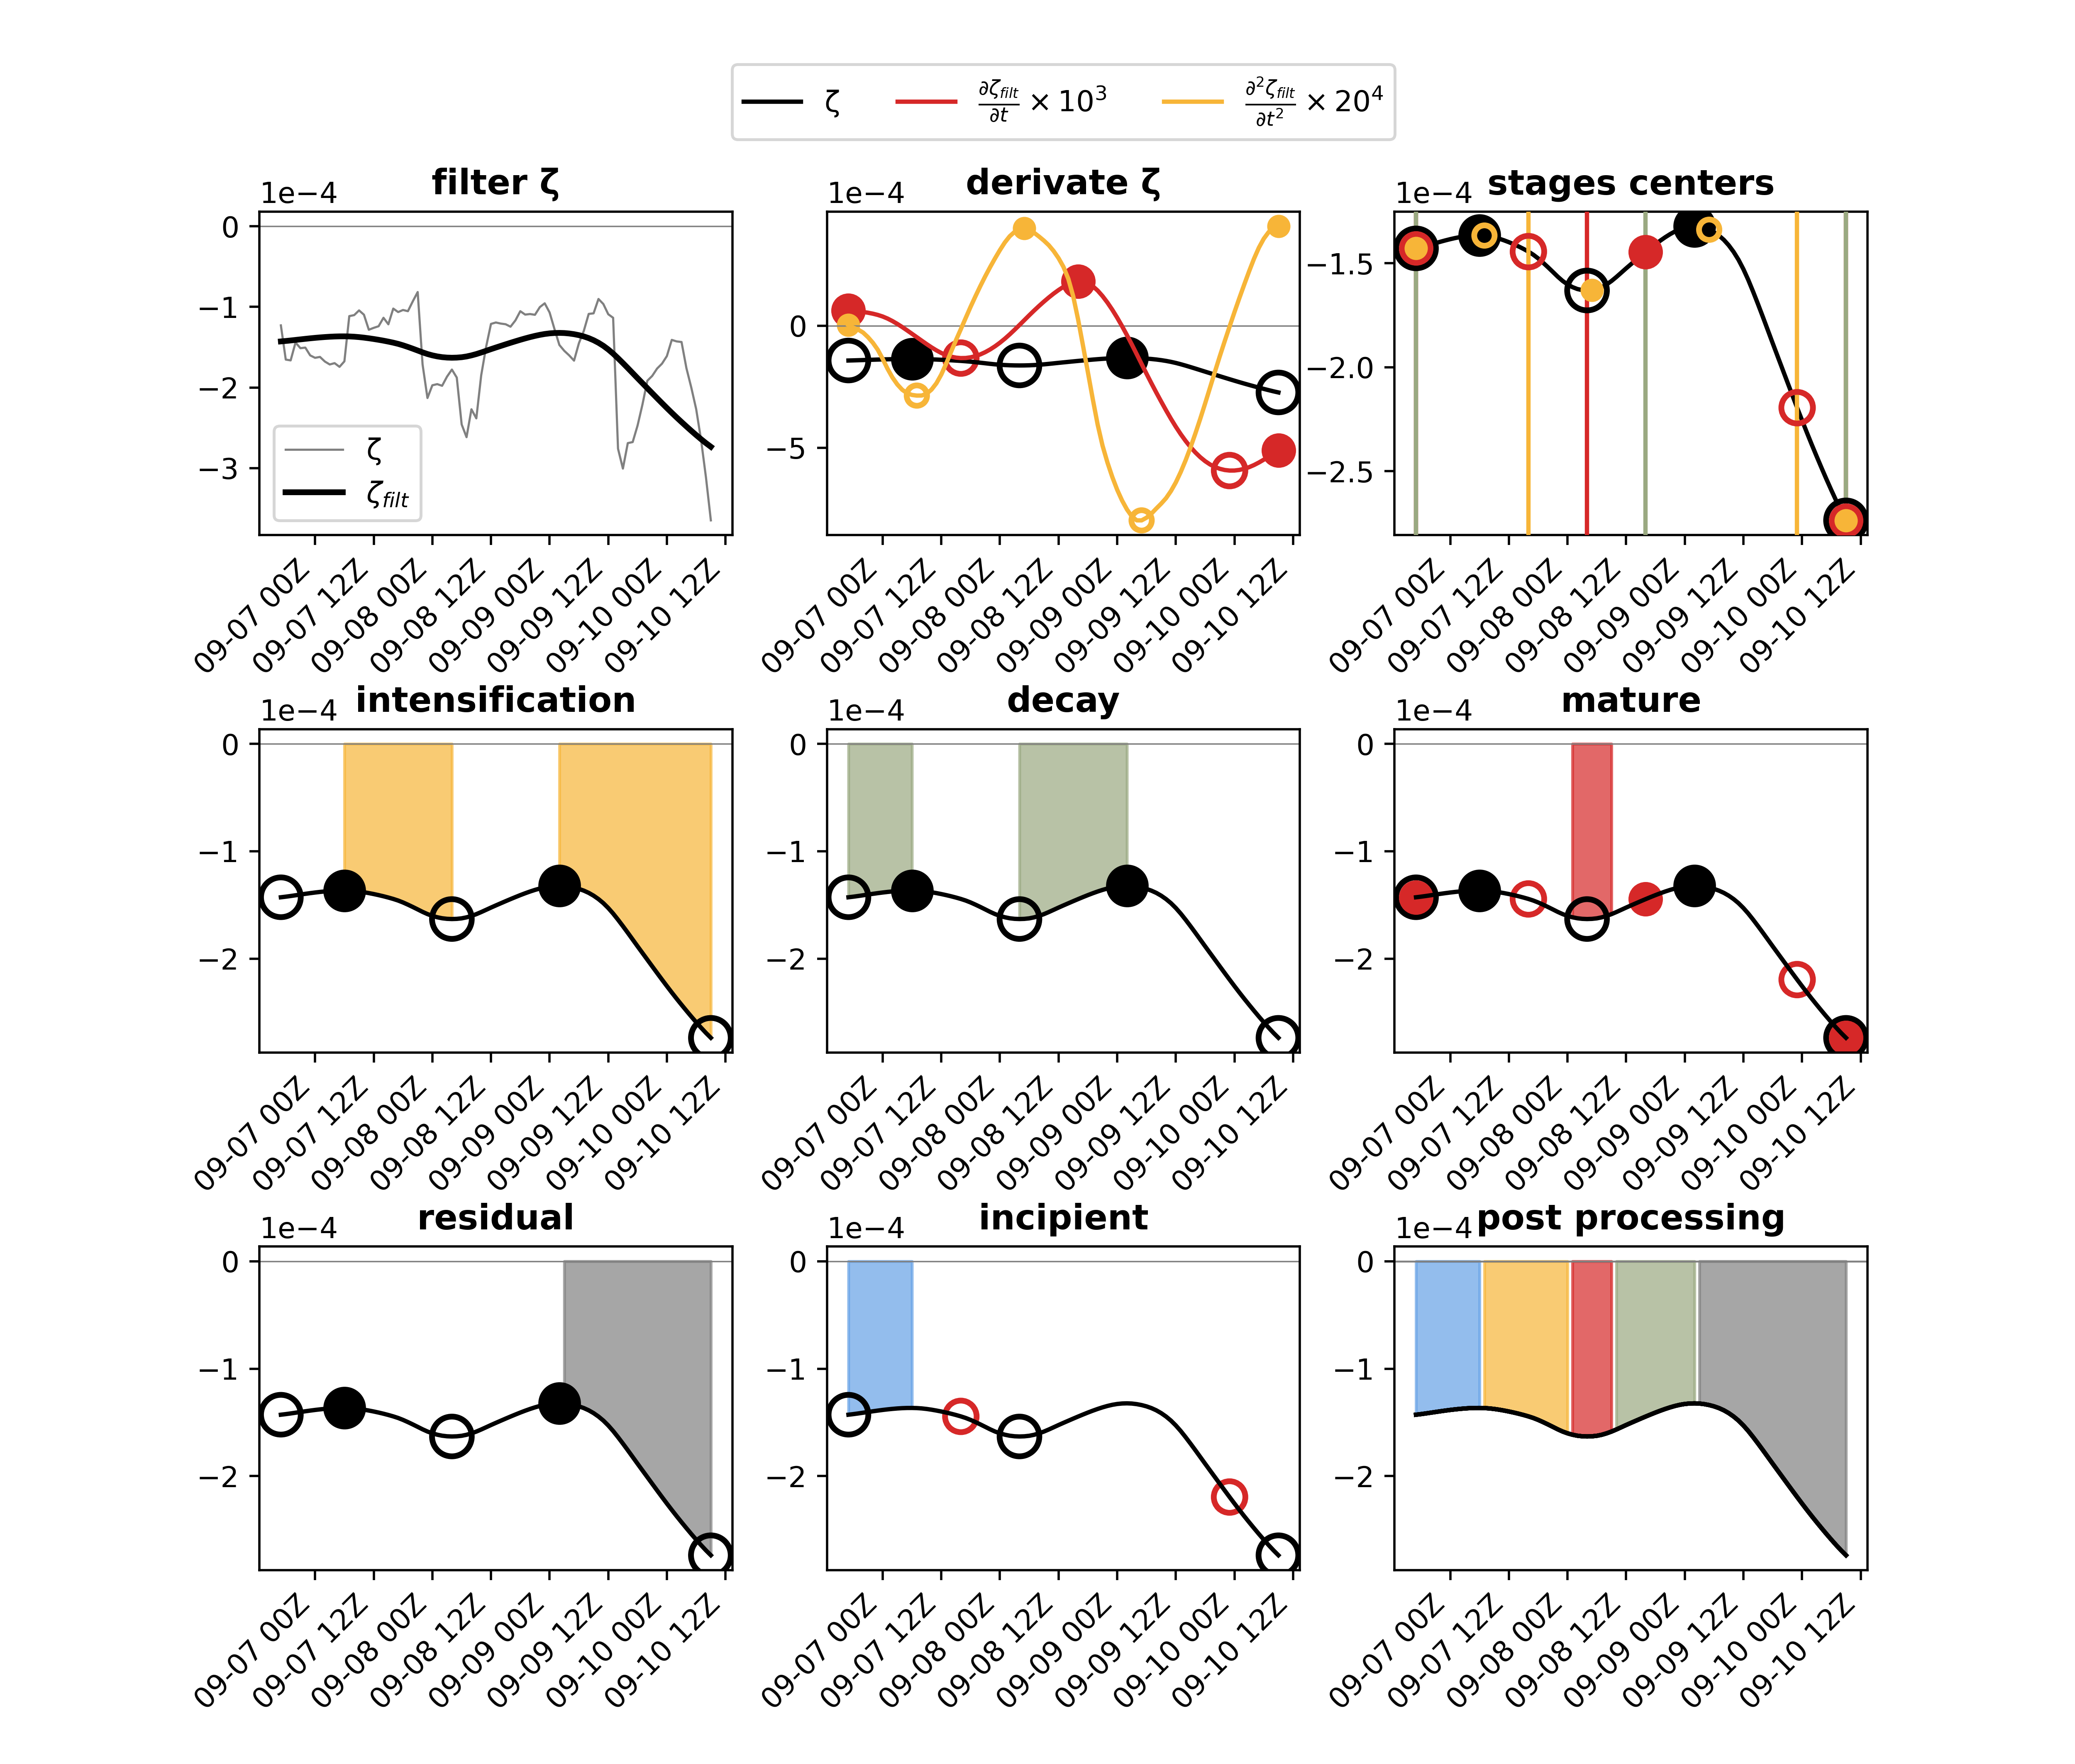 ζ ∂ζ_filt/∂t × 10³ ∂²ζ_filt/∂t² × 20⁴
filter ζ
1e−4
0
−1
−2
−3
ζ
ζ_filt
09-07 00Z 09-07 12Z 09-08 00Z 09-08 12Z 09-09 00Z 09-09 12Z 09-10 00Z 09-10 12Z
derivate ζ
1e−4
0
−5
09-07 00Z 09-07 12Z 09-08 00Z 09-08 12Z 09-09 00Z 09-09 12Z 09-10 00Z 09-10 12Z
stages centers
1e−4
−1.5
−2.0
−2.5
09-07 00Z 09-07 12Z 09-08 00Z 09-08 12Z 09-09 00Z 09-09 12Z 09-10 00Z 09-10 12Z
intensification
1e−4
0
−1
−2
09-07 00Z 09-07 12Z 09-08 00Z 09-08 12Z 09-09 00Z 09-09 12Z 09-10 00Z 09-10 12Z
decay
1e−4
0
−1
−2
09-07 00Z 09-07 12Z 09-08 00Z 09-08 12Z 09-09 00Z 09-09 12Z 09-10 00Z 09-10 12Z
mature
1e−4
0
−1
−2
09-07 00Z 09-07 12Z 09-08 00Z 09-08 12Z 09-09 00Z 09-09 12Z 09-10 00Z 09-10 12Z
residual
1e−4
0
−1
−2
09-07 00Z 09-07 12Z 09-08 00Z 09-08 12Z 09-09 00Z 09-09 12Z 09-10 00Z 09-10 12Z
incipient
1e−4
0
−1
−2
09-07 00Z 09-07 12Z 09-08 00Z 09-08 12Z 09-09 00Z 09-09 12Z 09-10 00Z 09-10 12Z
post processing
1e−4
0
−1
−2
09-07 00Z 09-07 12Z 09-08 00Z 09-08 12Z 09-09 00Z 09-09 12Z 09-10 00Z 09-10 12Z